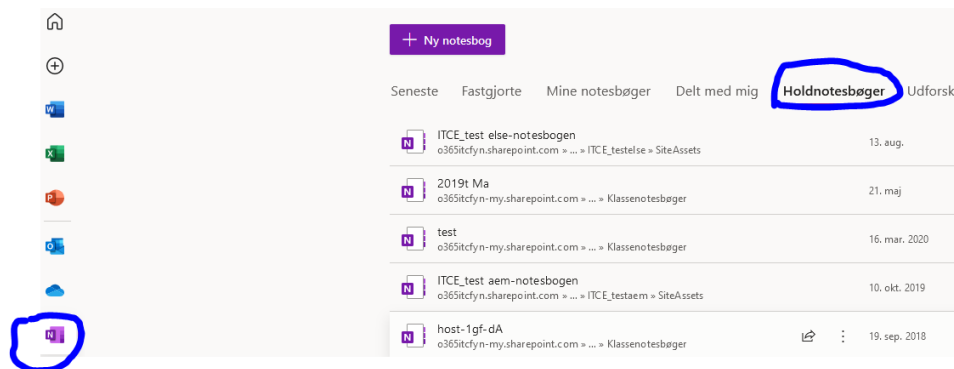 + Ny notesbog
Seneste Fastgjorte Mine notesbøger Delt med mig Holdnotesbøger Udforsk
ITCE_test else-notesbogen
o365itcfyn.sharepoint.com » ... » ITCE_testelse » SiteAssets
13. aug.
2019t Ma
o365itcfyn-my.sharepoint.com » ... » Klassenotesbøger
21. maj
test
o365itcfyn-my.sharepoint.com » ... » Klassenotesbøger
16. mar. 2020
ITCE_test aem-notesbogen
o365itcfyn.sharepoint.com » ... » ITCE_testaem » SiteAssets
10. okt. 2019
host-1gf-dA
o365itcfyn-my.sharepoint.com » ... » Klassenotesbøger
19. sep. 2018